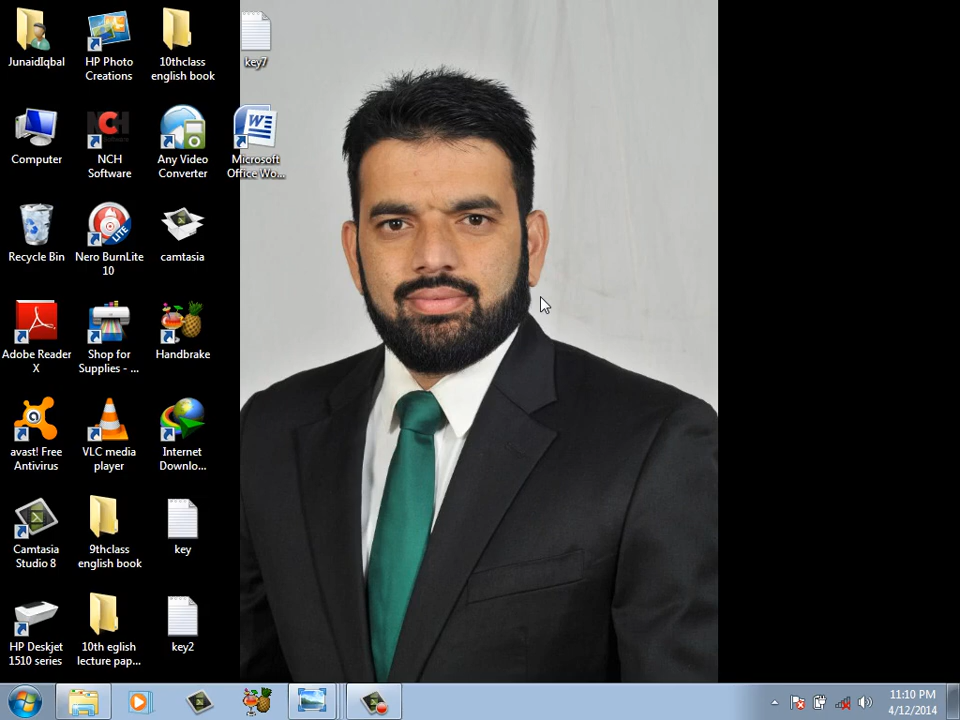 JunaidIqbal
HP Photo
Creations
10thclass
english book
key7
Computer
NCH
NCH
Software
Any Video
Converter
W
Microsoft
Office Wo...
Recycle Bin
LITE
Nero BurnLite
10
camtasia
Adobe Reader
X
Shop for
Supplies - ...
Handbrake
avast! Free
Antivirus
VLC media
player
Internet
Downlo...
Camtasia
Studio 8
9thclass
english book
key
HP Deskjet
1510 series
10th eglish
lecture pap...
key2
11:10 PM
4/12/2014